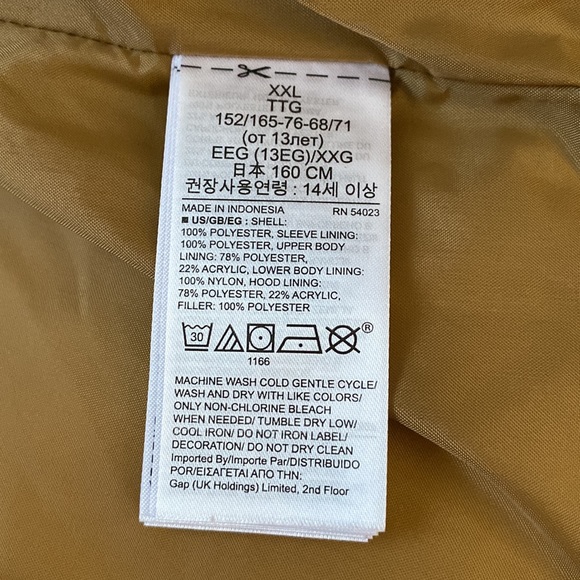 XXL
TTG
152/165-76-68/71
(от 13лет)
EEG (13EG)/XXG
日本 160 CM
권장사용연령 : 14세 이상
MADE IN INDONESIA RN 54023
■ US/GB/EG : SHELL:
100% POLYESTER, SLEEVE LINING:
100% POLYESTER, UPPER BODY
LINING: 78% POLYESTER,
22% ACRYLIC, LOWER BODY LINING:
100% NYLON, HOOD LINING:
78% POLYESTER, 22% ACRYLIC,
FILLER: 100% POLYESTER
30 ®
1166
MACHINE WASH COLD GENTLE CYCLE/
WASH AND DRY WITH LIKE COLORS/
ONLY NON-CHLORINE BLEACH
WHEN NEEDED/ TUMBLE DRY LOW/
COOL IRON/ DO NOT IRON LABEL/
DECORATION/ DO NOT DRY CLEAN
Imported By/Importe Par/DISTRIBUIDO
POR/ΕΙΣΑΓΕΤΑΙ ΑΠΟ ΤΗΝ:
Gap (UK Holdings) Limited, 2nd Floor